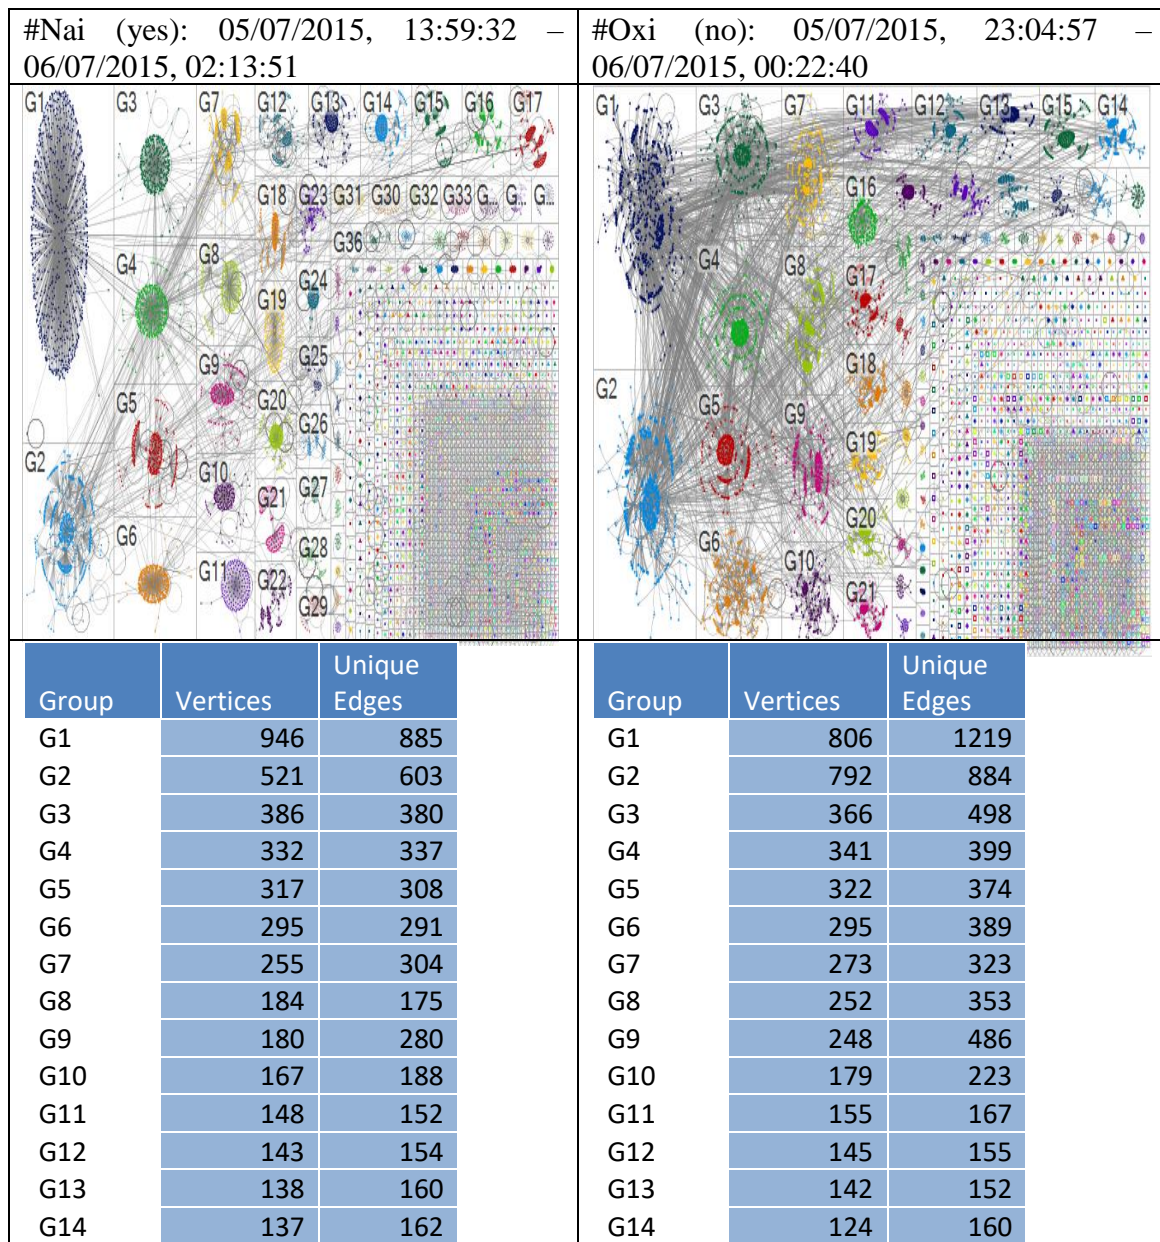 #Nai (yes): 05/07/2015, 13:59:32 –
06/07/2015, 02:13:51
#Oxi (no): 05/07/2015, 23:04:57 –
06/07/2015, 00:22:40
G1 G3 G7 G12 G13 G14 G15 G16 G17
G18 G23 G31 G30 G32 G33 G... G... G...
G36
G4 G8 G24
G19
G9 G25
G5 G20 G26
G2
G10 G21 G27
G6 G28
G11 G22 G29
G1 G3 G7 G11 G12 G13 G15 G14
G16
G4 G8 G17
G18
G2 G5 G9 G19
G20
G6 G10 G21
Group Vertices Unique Edges
G1 946 885
G2 521 603
G3 386 380
G4 332 337
G5 317 308
G6 295 291
G7 255 304
G8 184 175
G9 180 280
G10 167 188
G11 148 152
G12 143 154
G13 138 160
G14 137 162
Group Vertices Unique Edges
G1 806 1219
G2 792 884
G3 366 498
G4 341 399
G5 322 374
G6 295 389
G7 273 323
G8 252 353
G9 248 486
G10 179 223
G11 155 167
G12 145 155
G13 142 152
G14 124 160